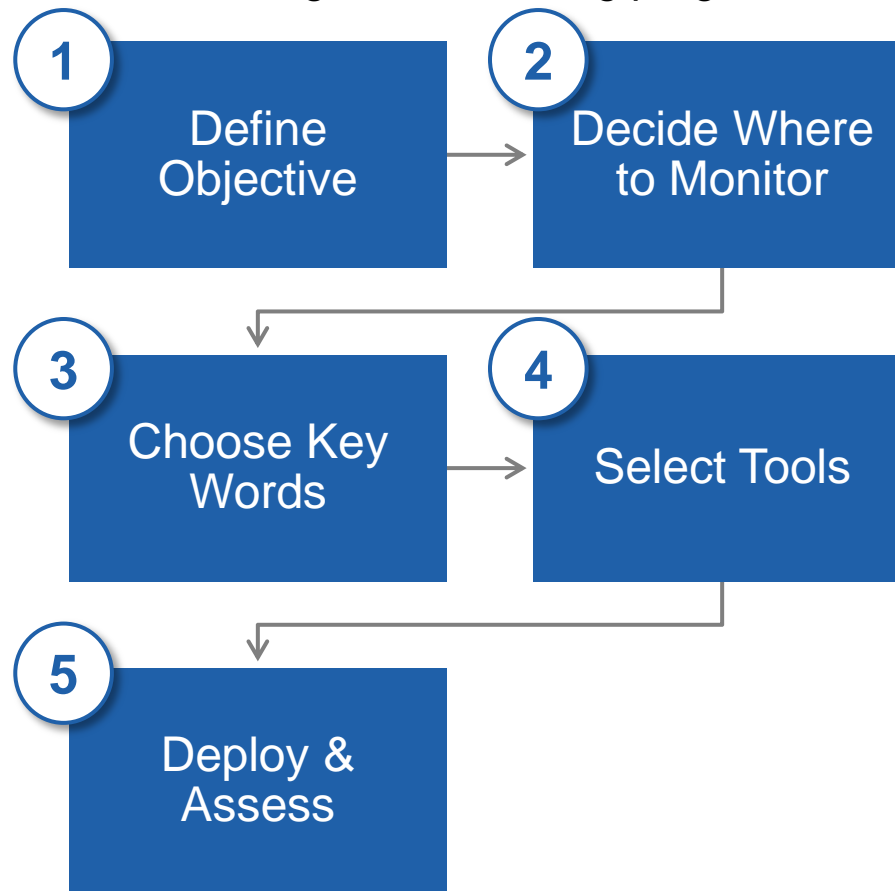 1
Define
Objective
2
Decide Where
to Monitor
3
Choose Key
Words
4
Select Tools
5
Deploy &
Assess